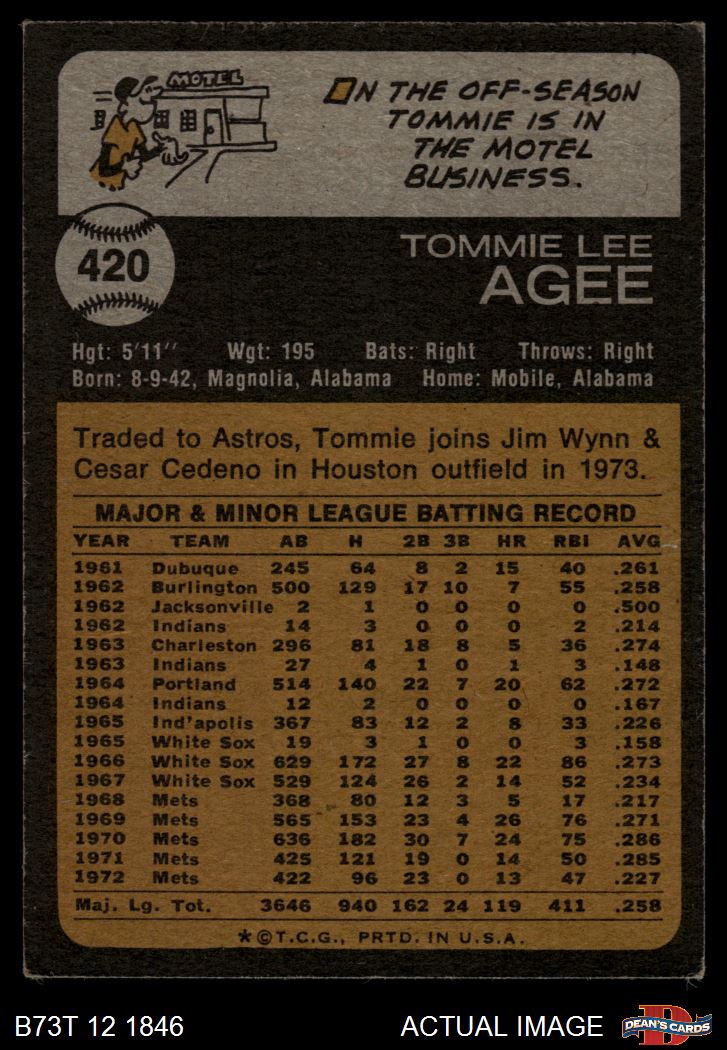 MOTEL
ON THE OFF-SEASON
TOMMIE IS IN
THE MOTEL
BUSINESS.
420
TOMMIE LEE
AGEE
Hgt: 5'11'' Wgt: 195 Bats: Right Throws: Right
Born: 8-9-42, Magnolia, Alabama Home: Mobile, Alabama
Traded to Astros, Tommie joins Jim Wynn &
Cesar Cedeno in Houston outfield in 1973.
MAJOR & MINOR LEAGUE BATTING RECORD
YEAR TEAM AB H 2B 3B HR RBI AVG
1961 Dubuque 245 64 8 2 15 40 .261
1962 Burlington 500 129 17 10 7 55 .258
1962 Jacksonville 2 1 0 0 0 0 .500
1962 Indians 14 3 0 0 0 2 .214
1963 Charleston 296 81 18 8 5 36 .274
1963 Indians 27 4 1 0 1 3 .148
1964 Portland 514 140 22 7 20 62 .272
1964 Indians 12 2 0 0 0 0 .167
1965 Ind'apolis 367 83 12 2 8 33 .226
1965 White Sox 19 3 1 0 0 3 .158
1966 White Sox 629 172 27 8 22 86 .273
1967 White Sox 529 124 26 2 14 52 .234
1968 Mets 368 80 12 3 5 17 .217
1969 Mets 565 153 23 4 26 76 .271
1970 Mets 636 182 30 7 24 75 .286
1971 Mets 425 121 19 0 14 50 .285
1972 Mets 422 96 23 0 13 47 .227
Maj. Lg. Tot. 3646 940 162 24 119 411 .258
*©T.C.G., PRTD. IN U.S.A.
B73T 12 1846 ACTUAL IMAGE D DEAN'S CARDS